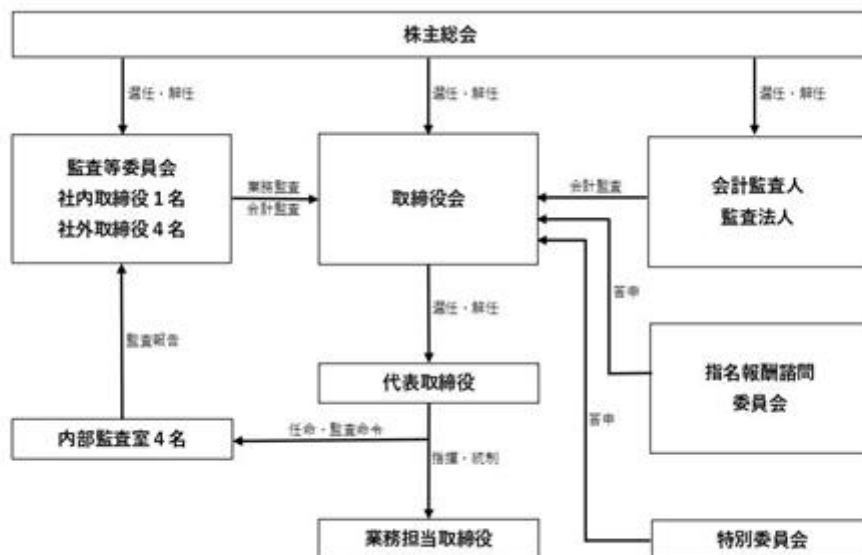 株主総会
選任・解任
選任・解任
選任・解任
監査等委員会
社内取締役1名
社外取締役4名
業務監査
会計監査
取締役会
会計監査
会計監査人
監査法人
答申
選任・解任
監査報告
代表取締役
指名報酬諮問
委員会
内部監査室4名
任命・監査命令
答申
指揮・統制
業務担当取締役
特別委員会